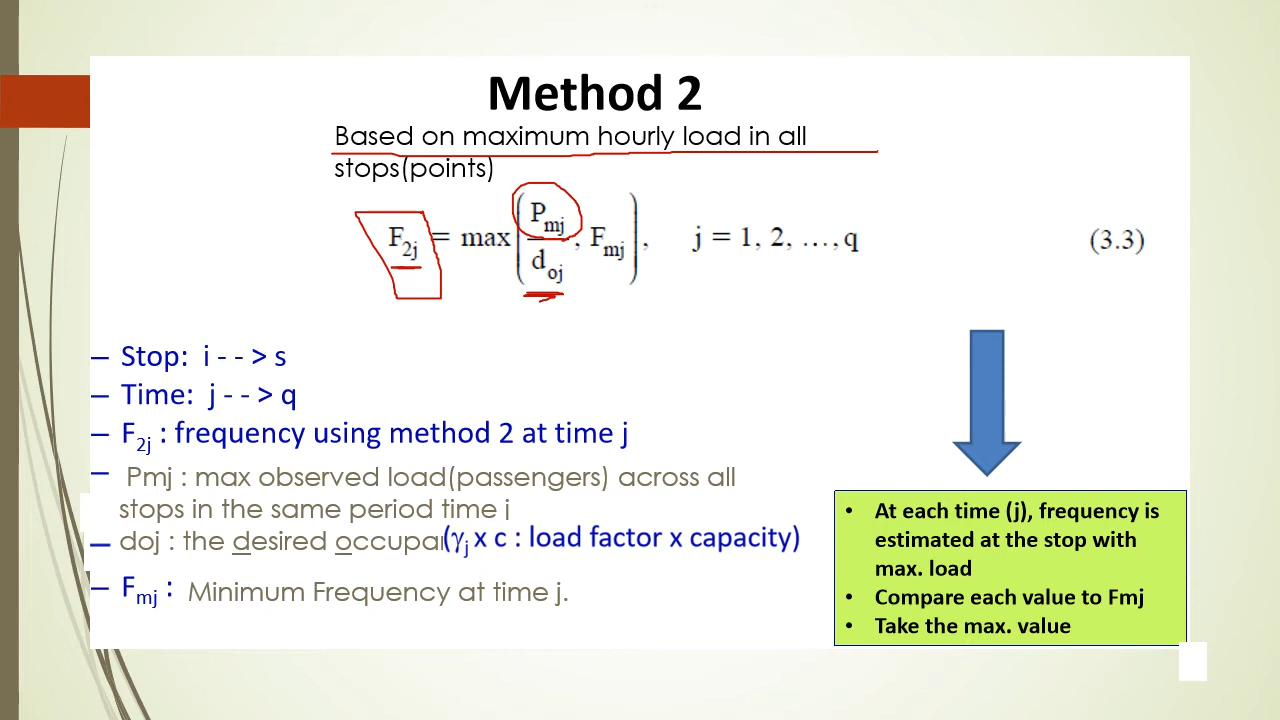 Method 2
Based on maximum hourly load in all
stops(points)
F2j = max(Pmj/doj, Fmj), j = 1, 2, ..., q (3.3)
– Stop: i - - > s
– Time: j - - > q
– F2j : frequency using method 2 at time j
– Pmj : max observed load(passengers) across all
stops in the same period time j
– doj : the desired occupan (γj x c : load factor x capacity)
– Fmj : Minimum Frequency at time j.
• At each time (j), frequency is
estimated at the stop with
max. load
• Compare each value to Fmj
• Take the max. value